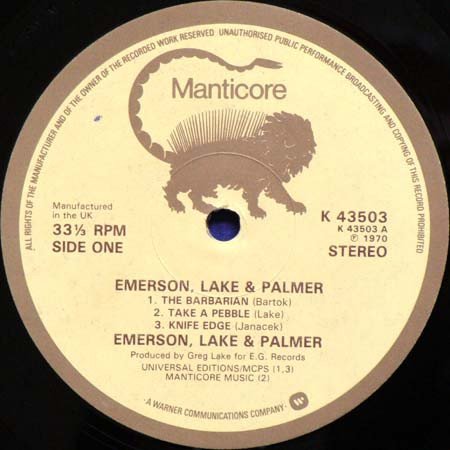 ALL RIGHTS OF THE MANUFACTURER AND OF THE OWNER OF THE RECORDED WORK RESERVED UNAUTHORISED PUBLIC PERFORMANCE BROADCASTING AND COPYING OF THIS RECORD PROHIBITED
Manticore
Manufactured
in the UK
33⅓ RPM
SIDE ONE
K 43503
K 43503 A
℗ 1970
STEREO
EMERSON, LAKE & PALMER
1. THE BARBARIAN (Bartok)
2. TAKE A PEBBLE (Lake)
3. KNIFE EDGE (Janacek)
EMERSON, LAKE & PALMER
Produced by Greg Lake for E.G. Records
UNIVERSAL EDITIONS/MCPS (1,3)
MANTICORE MUSIC (2)
·A WARNER COMMUNICATIONS COMPANY·